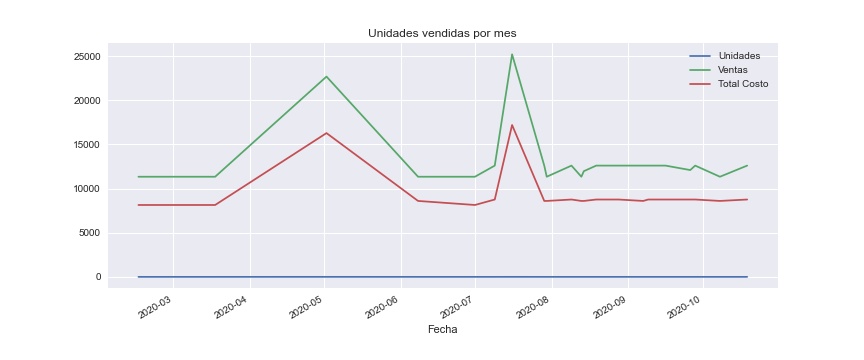 Unidades vendidas por mes
Unidades
Ventas
Total Costo
25000
20000
15000
10000
5000
0
2020-03
2020-04
2020-05
2020-06
2020-07
2020-08
2020-09
2020-10
Fecha